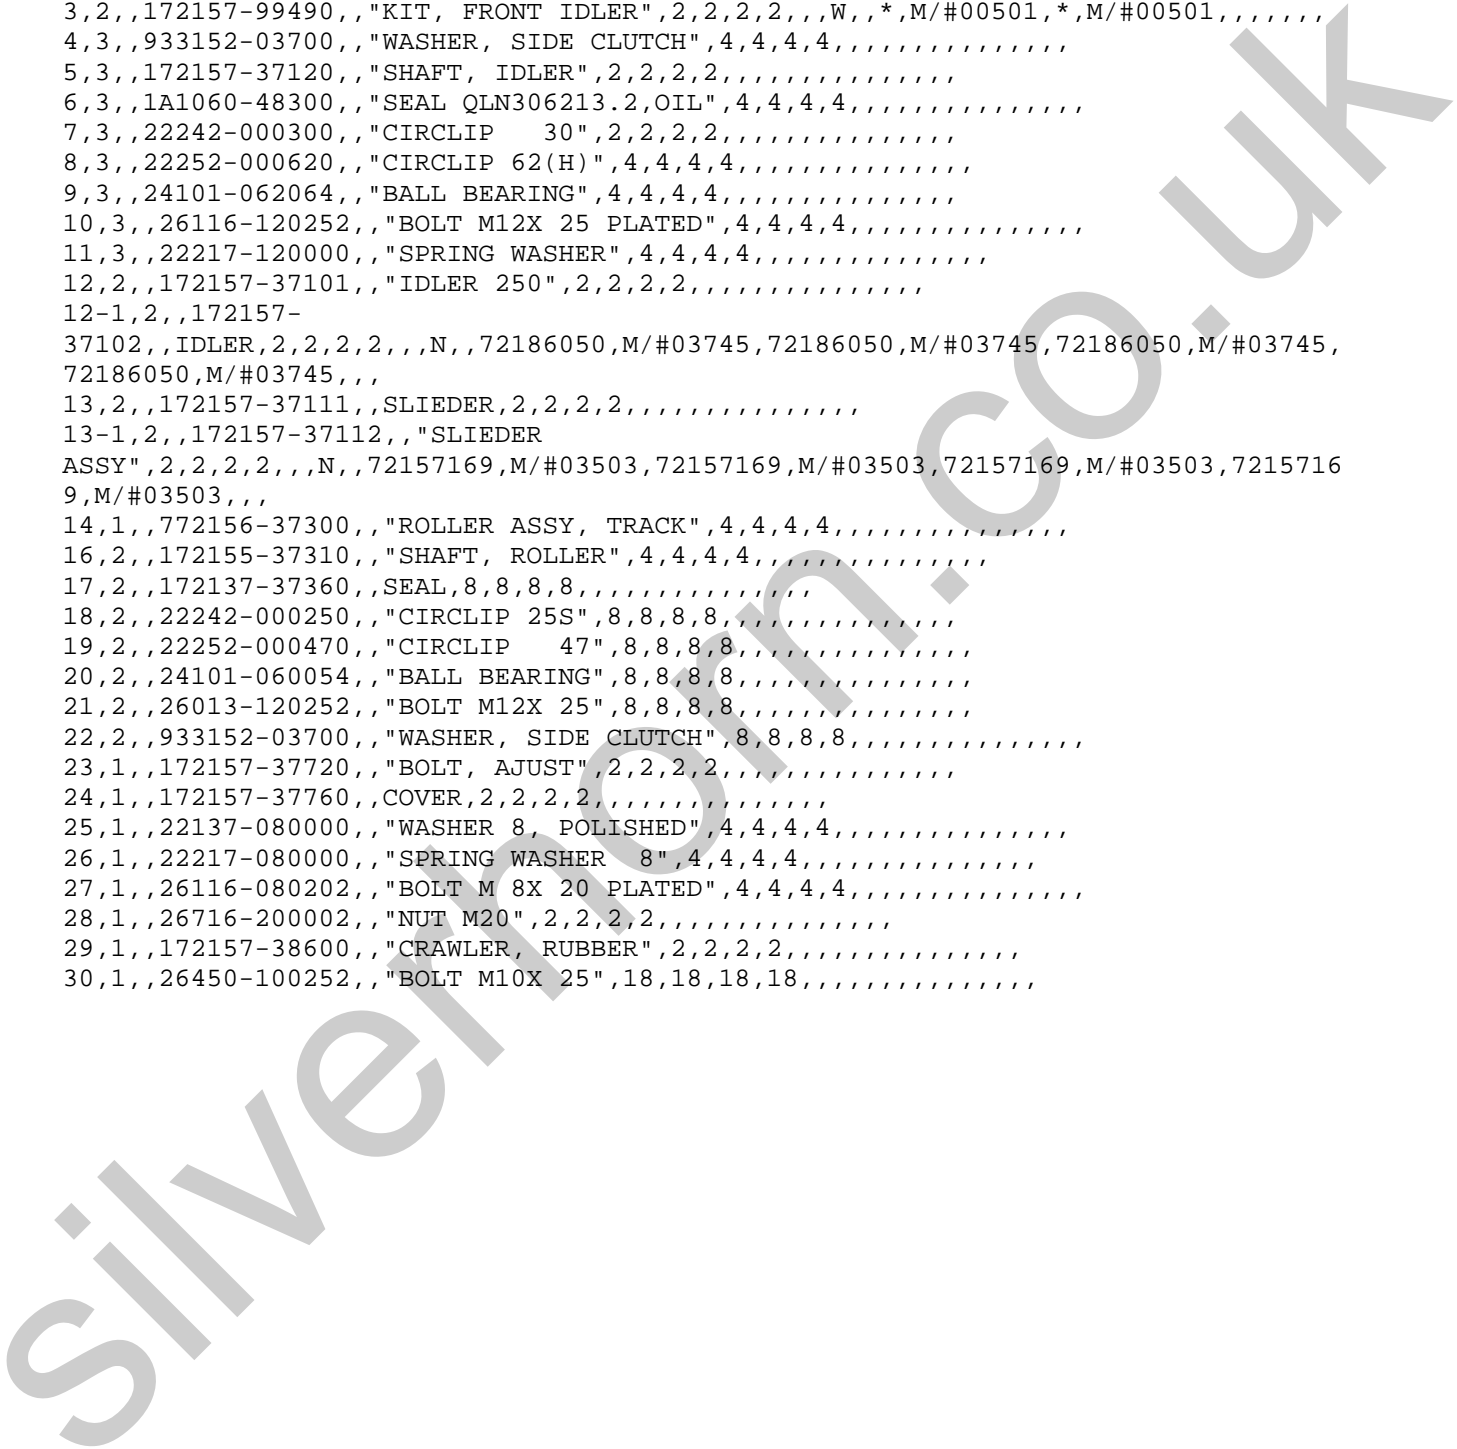 3,2,,172157-99490,,"KIT, FRONT IDLER",2,2,2,2,,,W,,*,M/#00501,*,M/#00501,,,,,,,
4,3,,933152-03700,,"WASHER, SIDE CLUTCH",4,4,4,4,,,,,,,,,,,,,,,
5,3,,172157-37120,,"SHAFT, IDLER",2,2,2,2,,,,,,,,,,,,,,,
6,3,,1A1060-48300,,"SEAL QLN306213.2,OIL",4,4,4,4,,,,,,,,,,,,,,,
7,3,,22242-000300,,"CIRCLIP   30",2,2,2,2,,,,,,,,,,,,,,,
8,3,,22252-000620,,"CIRCLIP 62(H)",4,4,4,4,,,,,,,,,,,,,,,
9,3,,24101-062064,,"BALL BEARING",4,4,4,4,,,,,,,,,,,,,,,
10,3,,26116-120252,,"BOLT M12X 25 PLATED",4,4,4,4,,,,,,,,,,,,,,,
11,3,,22217-120000,,"SPRING WASHER",4,4,4,4,,,,,,,,,,,,,,,
12,2,,172157-37101,,"IDLER 250",2,2,2,2,,,,,,,,,,,,,,,
12-1,2,,172157-
37102,,IDLER,2,2,2,2,,,N,,72186050,M/#03745,72186050,M/#03745,72186050,M/#03745,
72186050,M/#03745,,,
13,2,,172157-37111,,SLIEDER,2,2,2,2,,,,,,,,,,,,,,,
13-1,2,,172157-37112,,"SLIEDER
ASSY",2,2,2,2,,,N,,72157169,M/#03503,72157169,M/#03503,72157169,M/#03503,7215716
9,M/#03503,,,
14,1,,772156-37300,,"ROLLER ASSY, TRACK",4,4,4,4,,,,,,,,,,,,,,,
16,2,,172155-37310,,"SHAFT, ROLLER",4,4,4,4,,,,,,,,,,,,,,,
17,2,,172137-37360,,SEAL,8,8,8,8,,,,,,,,,,,,,,,
18,2,,22242-000250,,"CIRCLIP 25S",8,8,8,8,,,,,,,,,,,,,,,
19,2,,22252-000470,,"CIRCLIP   47",8,8,8,8,,,,,,,,,,,,,,,
20,2,,24101-060054,,"BALL BEARING",8,8,8,8,,,,,,,,,,,,,,,
21,2,,26013-120252,,"BOLT M12X 25",8,8,8,8,,,,,,,,,,,,,,,
22,2,,933152-03700,,"WASHER, SIDE CLUTCH",8,8,8,8,,,,,,,,,,,,,,,
23,1,,172157-37720,,"BOLT, AJUST",2,2,2,2,,,,,,,,,,,,,,,
24,1,,172157-37760,,COVER,2,2,2,2,,,,,,,,,,,,,,,
25,1,,22137-080000,,"WASHER 8, POLISHED",4,4,4,4,,,,,,,,,,,,,,,
26,1,,22217-080000,,"SPRING WASHER  8",4,4,4,4,,,,,,,,,,,,,,,
27,1,,26116-080202,,"BOLT M 8X 20 PLATED",4,4,4,4,,,,,,,,,,,,,,,
28,1,,26716-200002,,"NUT M20",2,2,2,2,,,,,,,,,,,,,,,
29,1,,172157-38600,,"CRAWLER, RUBBER",2,2,2,2,,,,,,,,,,,,,,,
30,1,,26450-100252,,"BOLT M10X 25",18,18,18,18,,,,,,,,,,,,,,,
silverhorn.co.uk